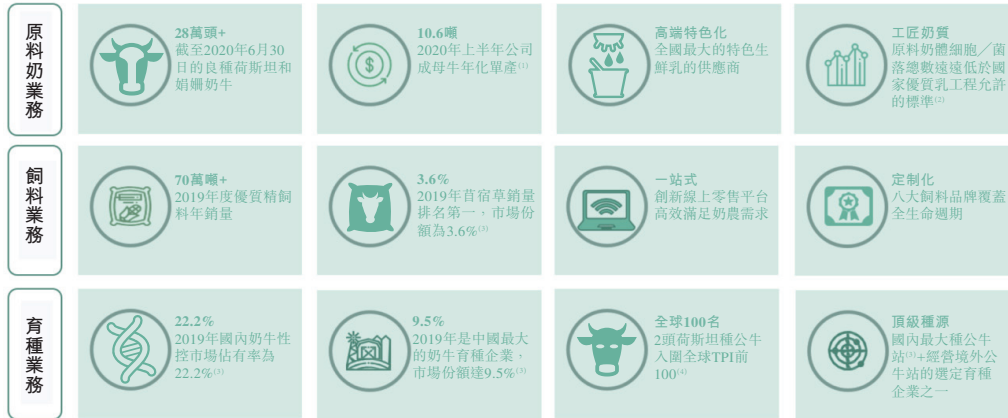 原料奶業務
28萬頭+
截至2020年6月30
日的良種荷斯坦和
娟姍奶牛
10.6噸
2020年上半年公司
成母牛年化單產(1)
高端特色化
全國最大的特色生
鮮乳的供應商
工匠奶質
原料奶體細胞／菌
落總數遠遠低於國
家優質乳工程允許
的標準(2)
飼料業務
70萬噸+
2019年度優質精飼
料年銷量
3.6%
2019年苜宿草銷量
排名第一，市場份
額為3.6%(3)
一站式
創新線上零售平台
高效滿足奶農需求
定制化
八大飼料品牌覆蓋
全生命週期
育種業務
22.2%
2019年國內奶牛性
控市場佔有率為
22.2%(3)
9.5%
2019年是中國最大
的奶牛育種企業，
市場份額達9.5%(3)
全球100名
2頭荷斯坦種公牛
入圍全球TPI前
100(4)
頂級種源
國內最大種公牛
站(3)+經營境外公
牛站的選定育種
企業之一